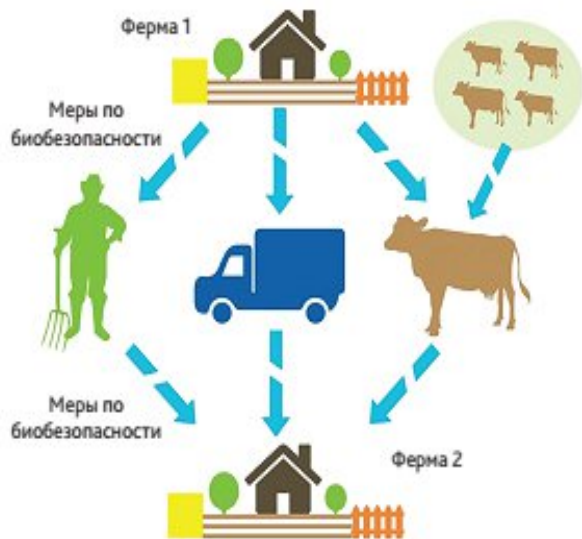 Ферма 1
Меры по
биобезопасности
Меры по
биобезопасности
Ферма 2